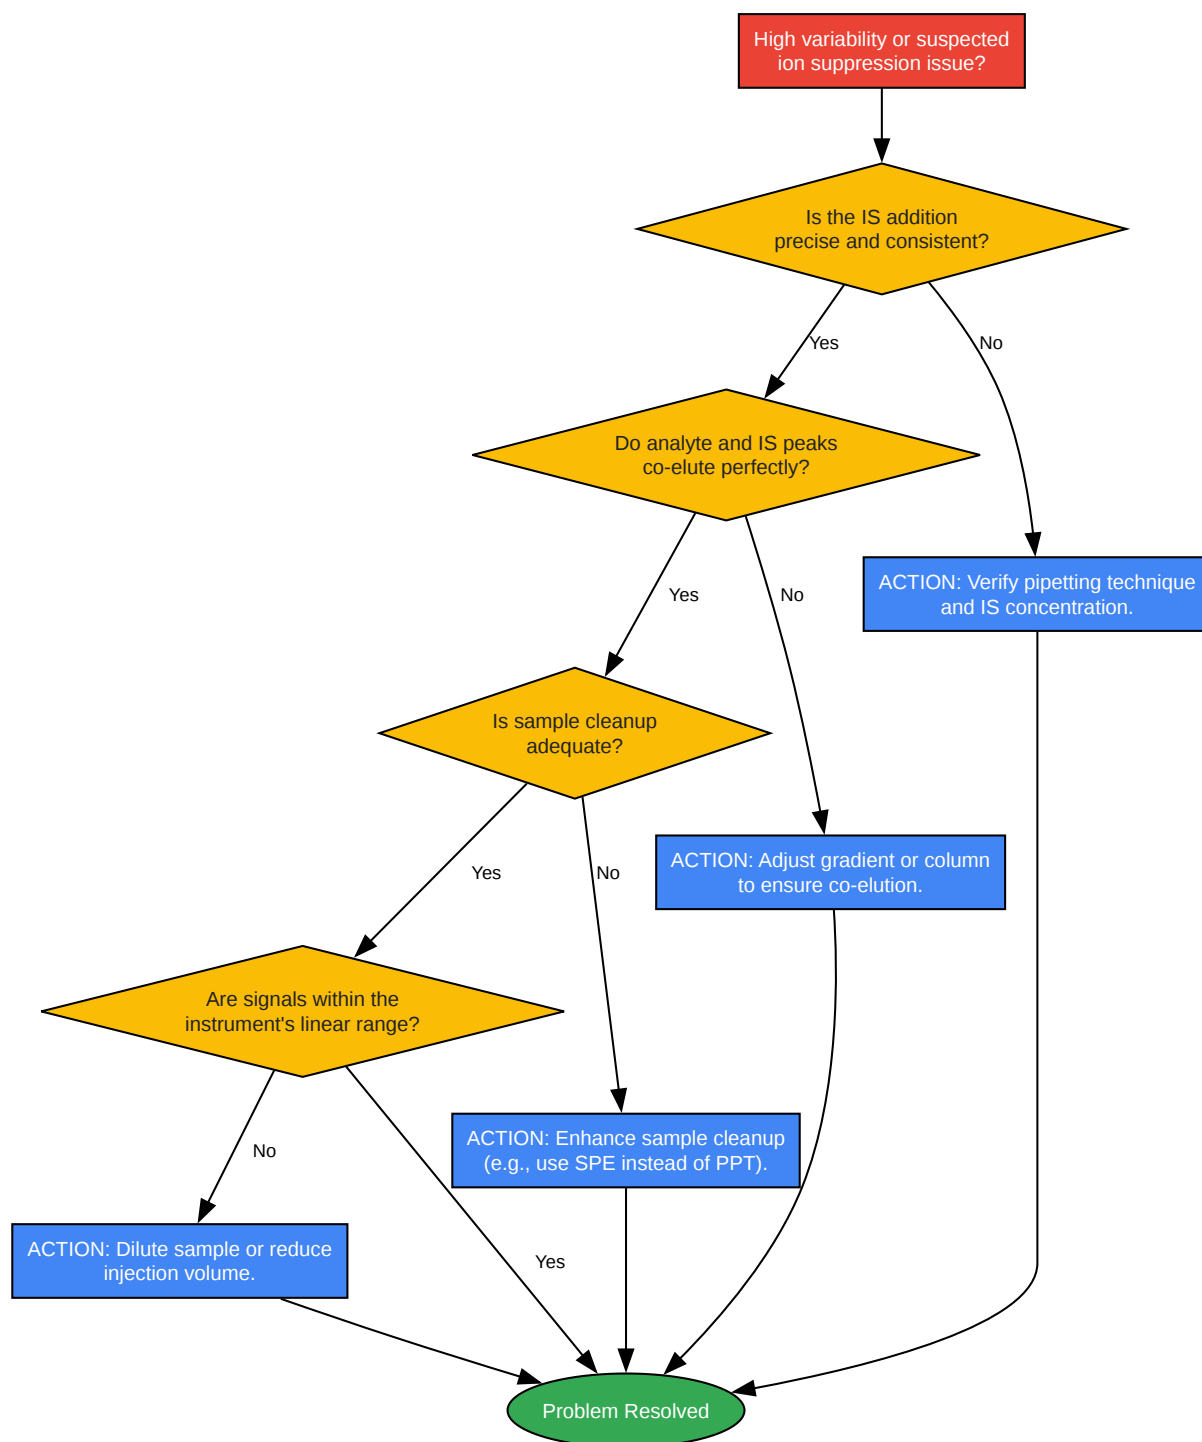 High variability or suspected
ion suppression issue?
Is the IS addition
precise and consistent?
Yes
No
Do analyte and IS peaks
co-elute perfectly?
ACTION: Verify pipetting technique
and IS concentration.
Yes
No
Is sample cleanup
adequate?
ACTION: Adjust gradient or column
to ensure co-elution.
Yes
No
Are signals within the
instrument's linear range?
ACTION: Enhance sample cleanup
(e.g., use SPE instead of PPT).
No
Yes
ACTION: Dilute sample or reduce
injection volume.
Problem Resolved